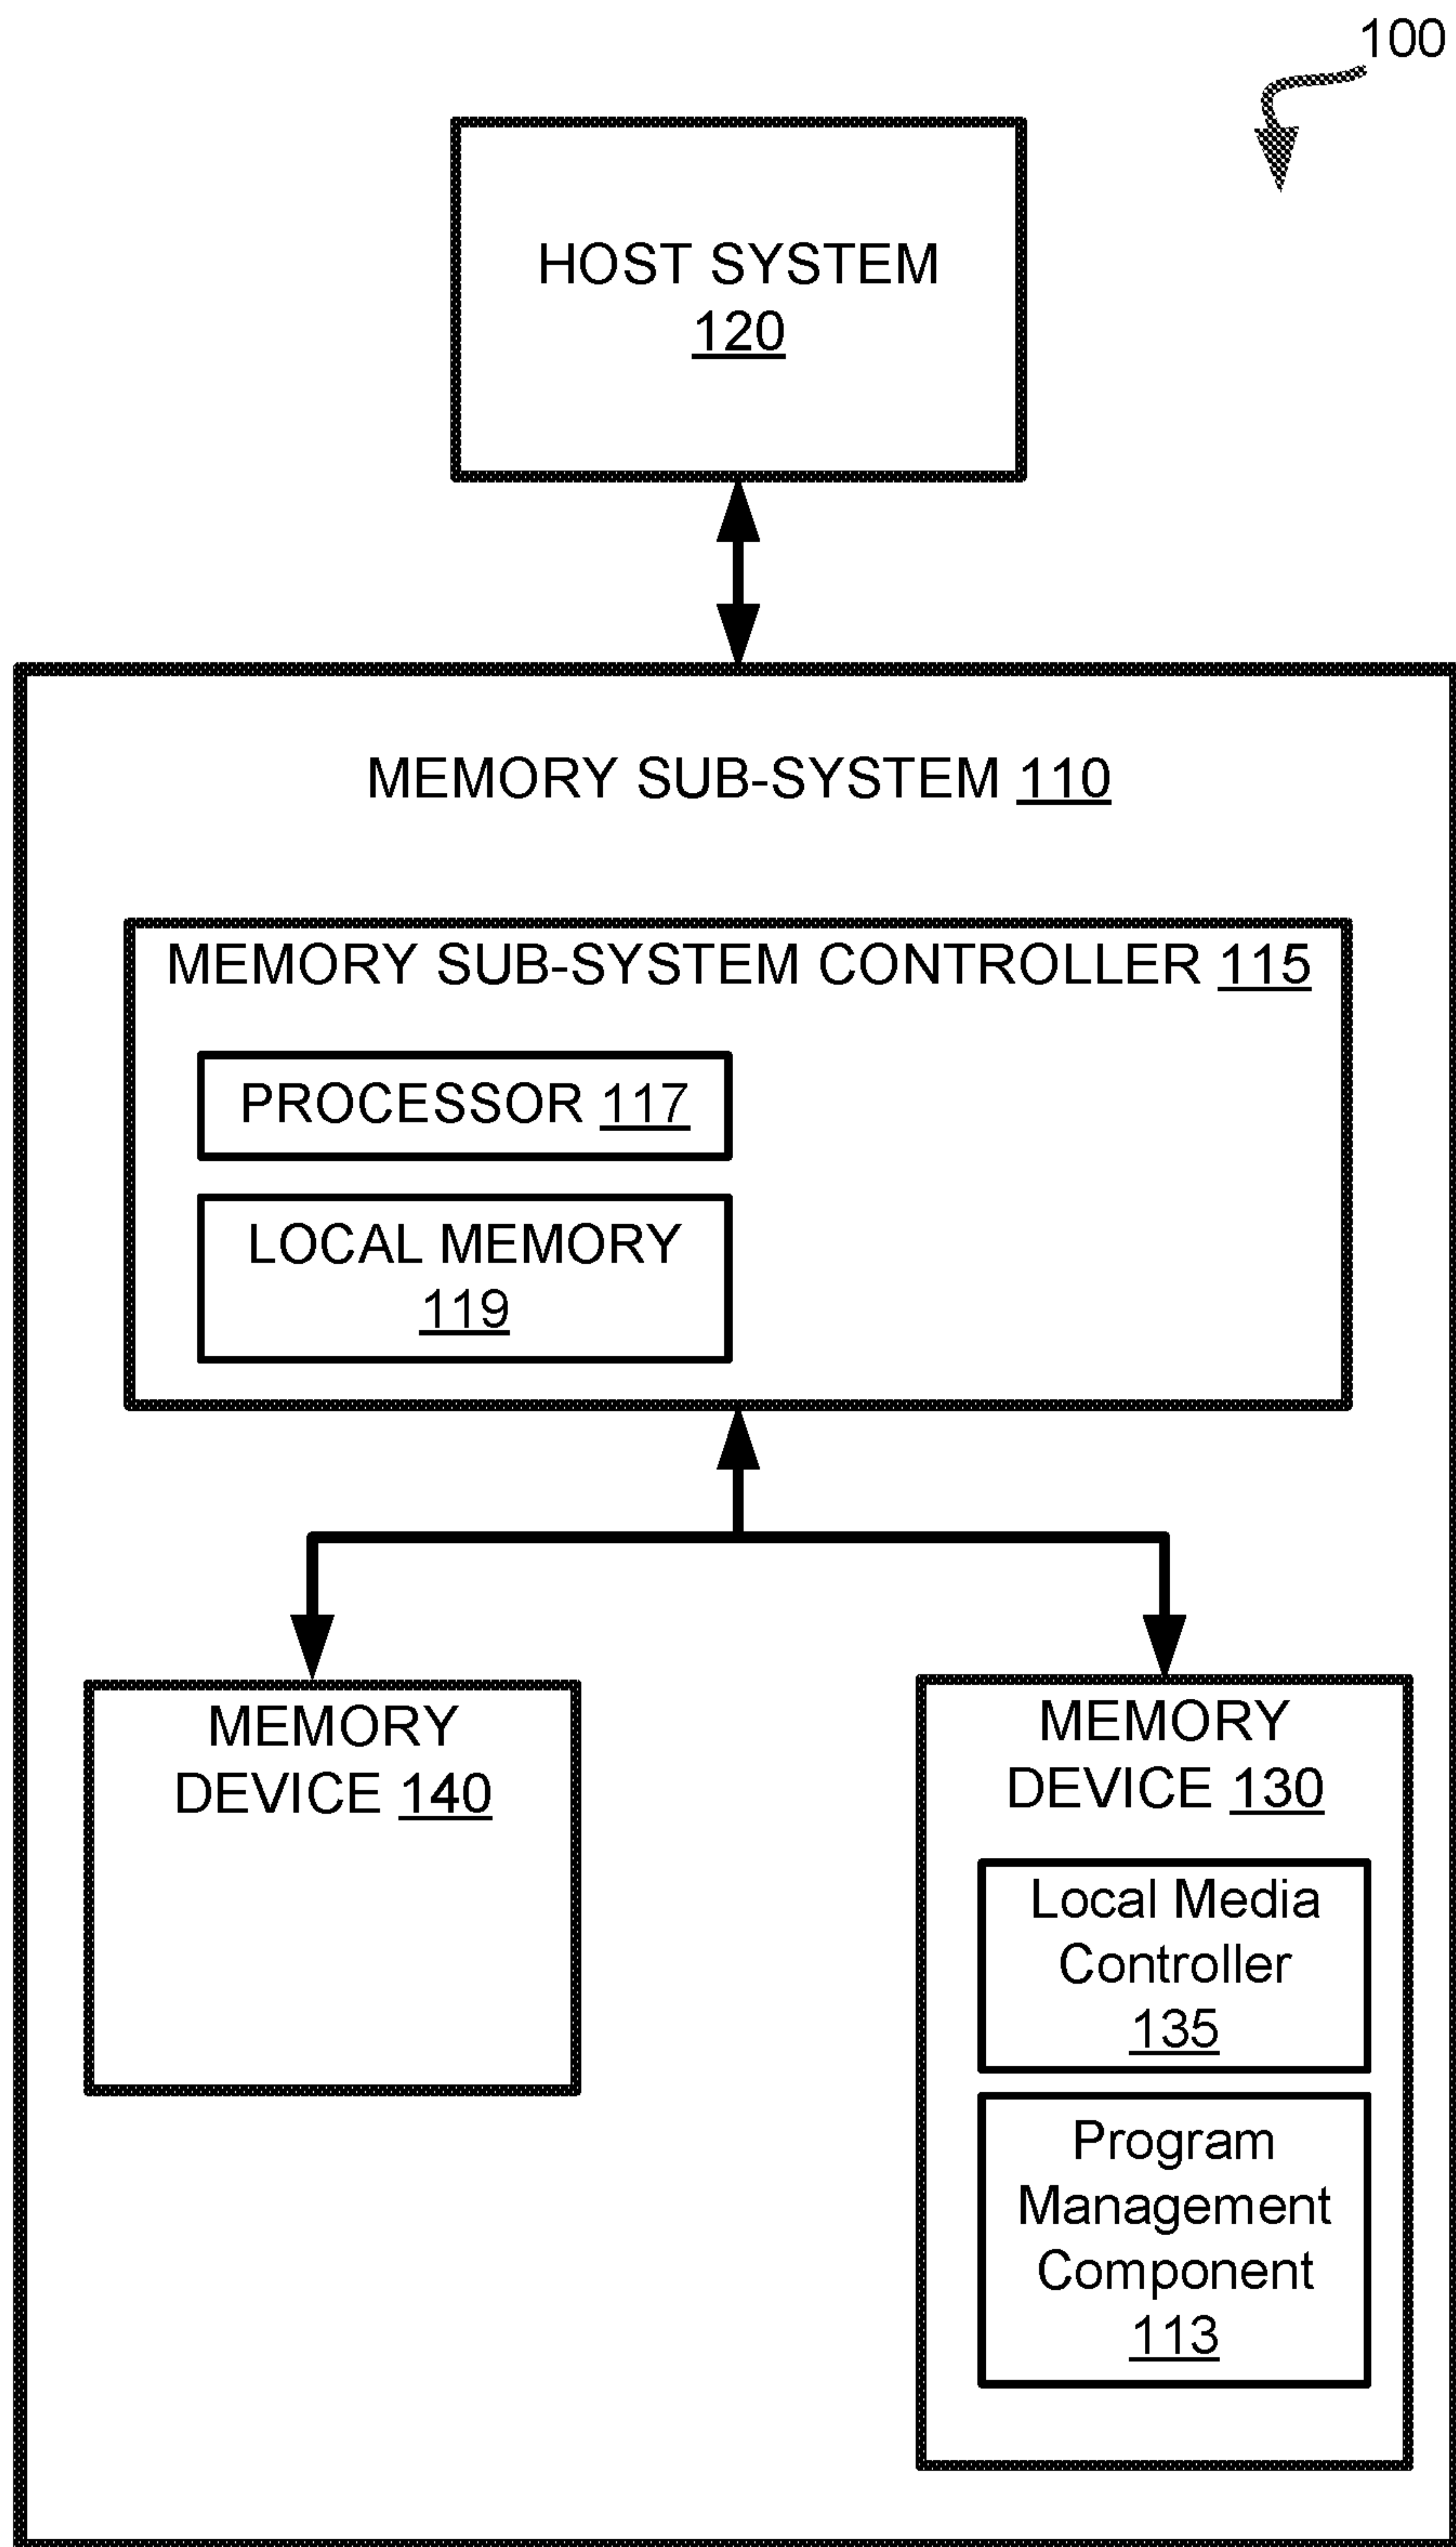 100
HOST SYSTEM
120
MEMORY SUB-SYSTEM 110
MEMORY SUB-SYSTEM CONTROLLER 115
PROCESSOR 117
LOCAL MEMORY
119
MEMORY
DEVICE 140
MEMORY
DEVICE 130
Local Media
Controller
135
Program
Management
Component
113